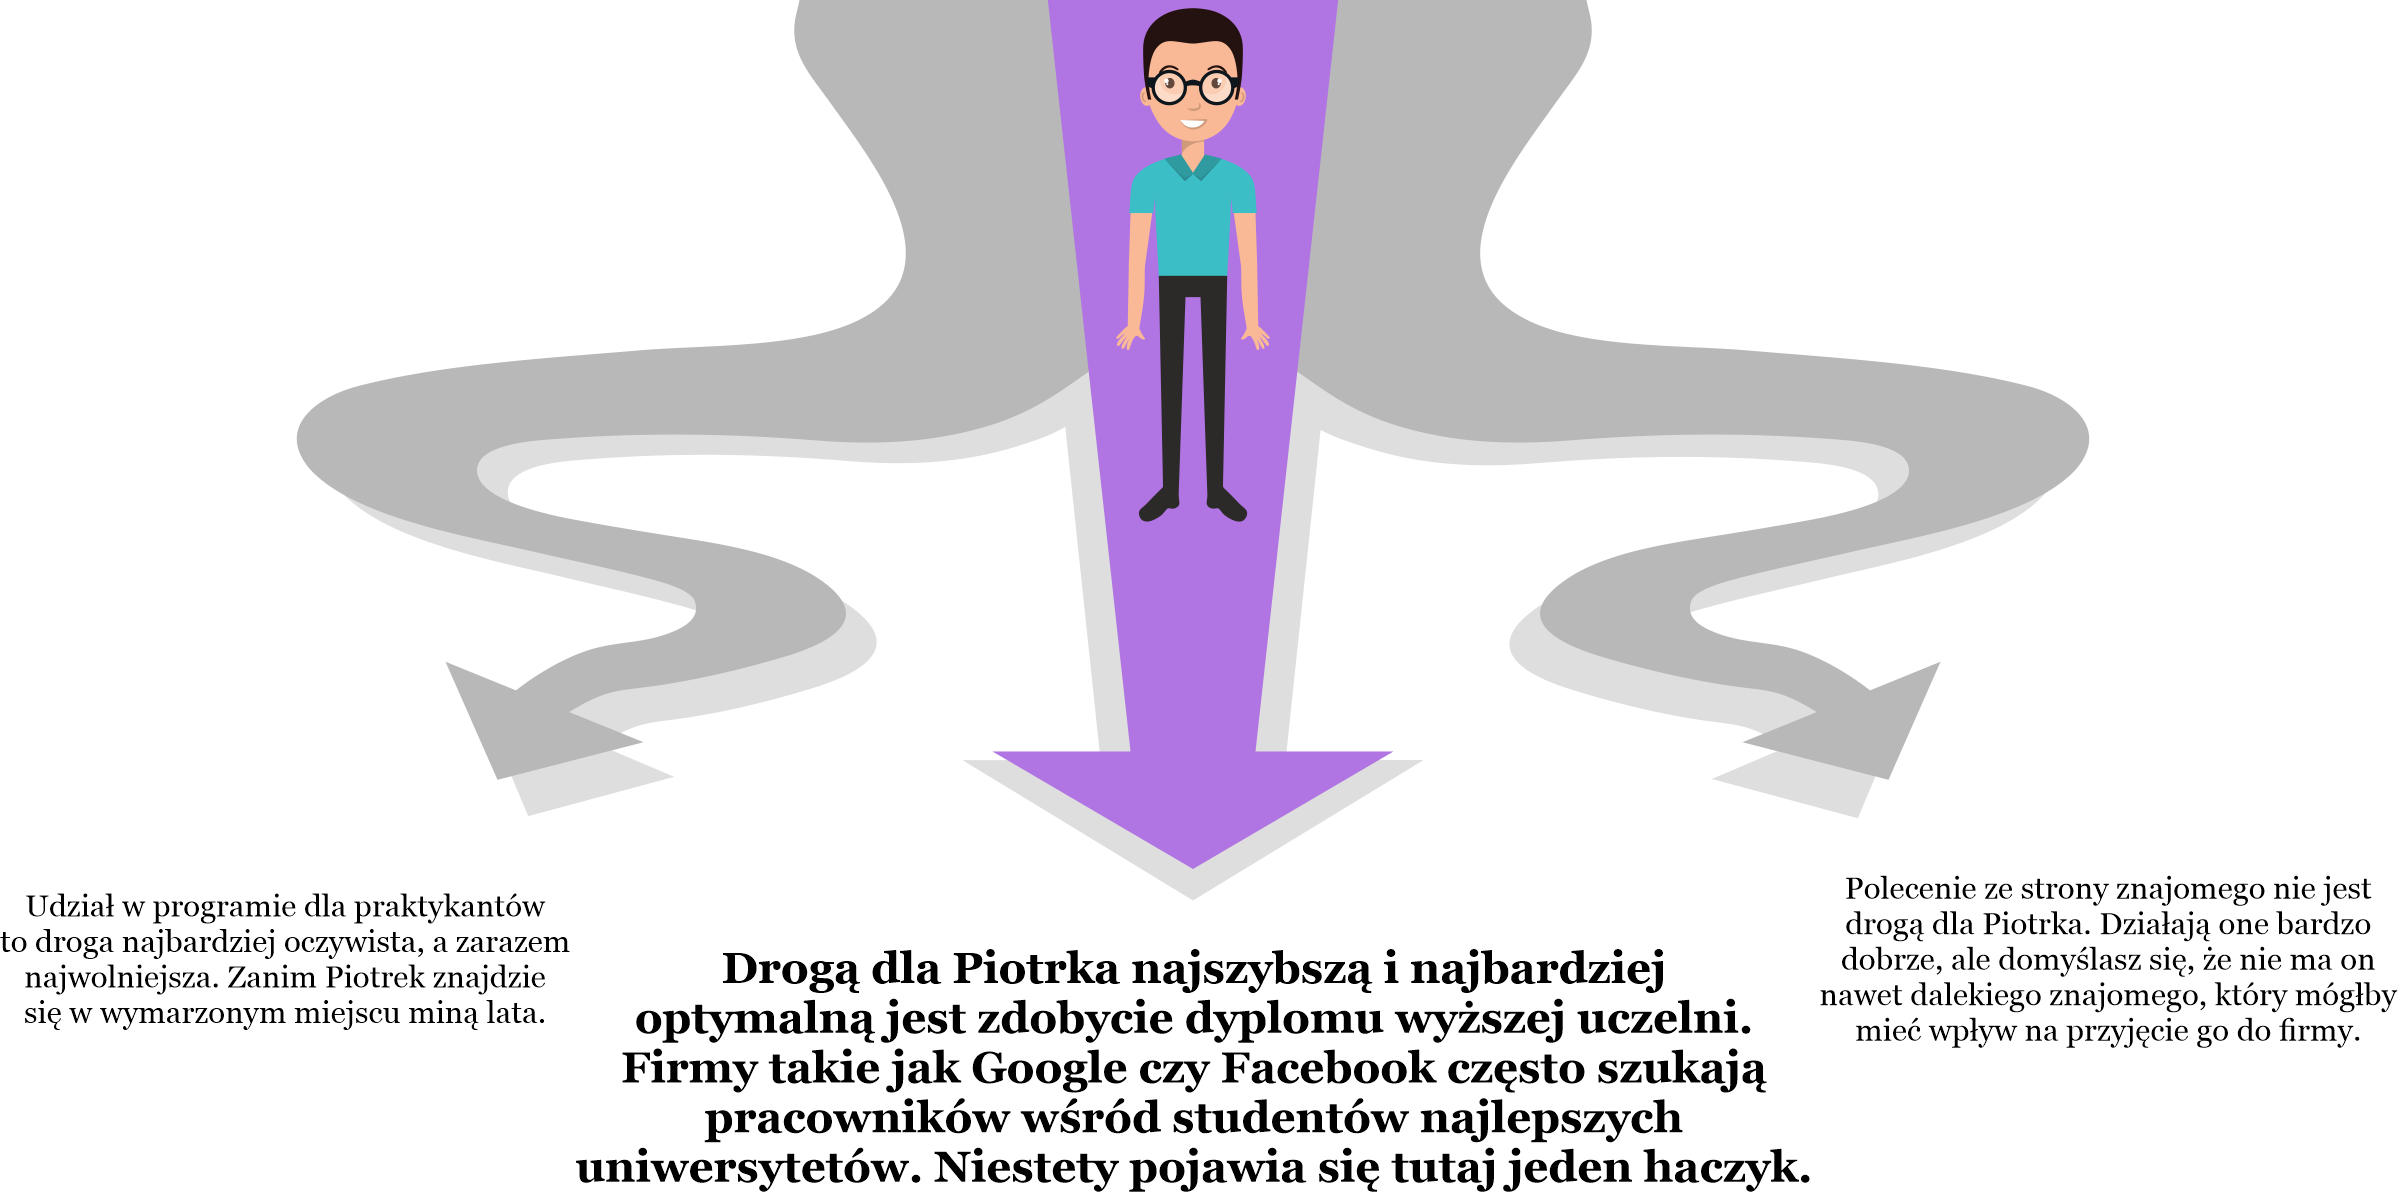 Udział w programie dla praktykantów
to droga najbardziej oczywista, a zarazem
najwolniejsza. Zanim Piotrek znajdzie
się w wymarzonym miejscu miną lata.
Drogą dla Piotrka najszybszą i najbardziej
optymalną jest zdobycie dyplomu wyższej uczelni.
Firmy takie jak Google czy Facebook często szukają
pracowników wśród studentów najlepszych
uniwersytetów. Niestety pojawia się tutaj jeden haczyk.
Polecenie ze strony znajomego nie jest
drogą dla Piotrka. Działają one bardzo
dobrze, ale domyślasz się, że nie ma on
nawet dalekiego znajomego, który mógłby
mieć wpływ na przyjęcie go do firmy.